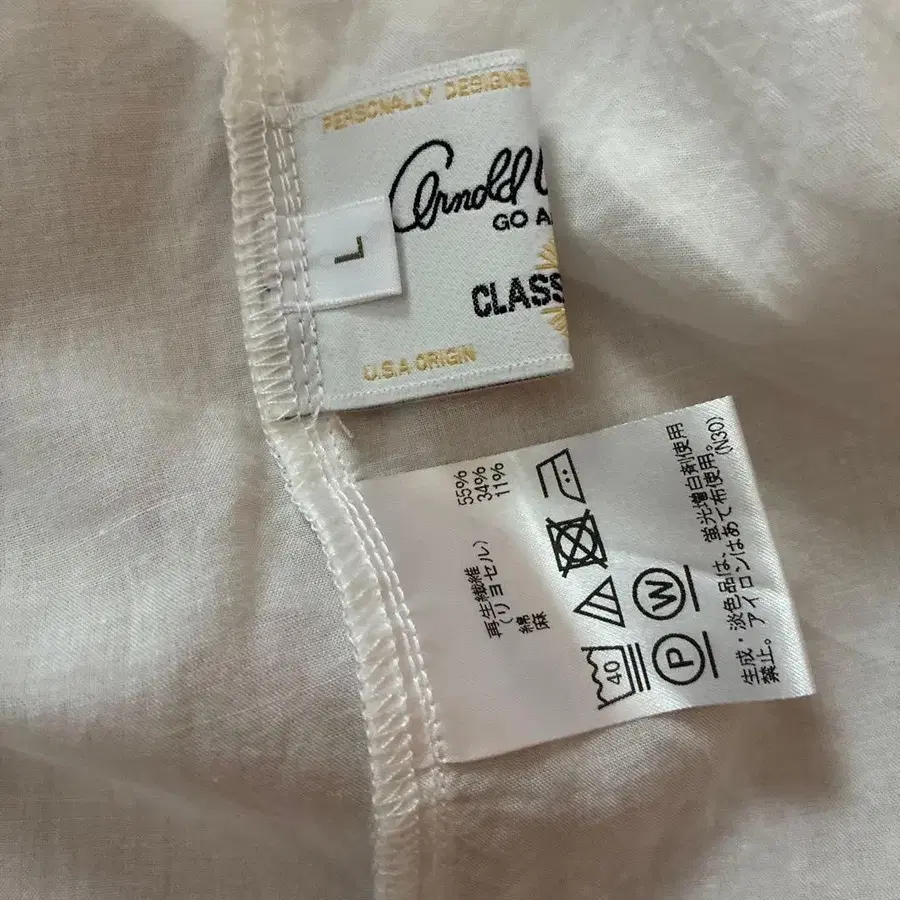 PERSONALLY DESIGNE
Arnold
GO A
L
CLASS
U.S.A ORIGIN
再生繊維 55%
(リヨセル)
綿 34%
麻 11%
40
W
P
生成・淡色品は、蛍光増白剤使用
禁止。アイロンはあて布使用。(N30)